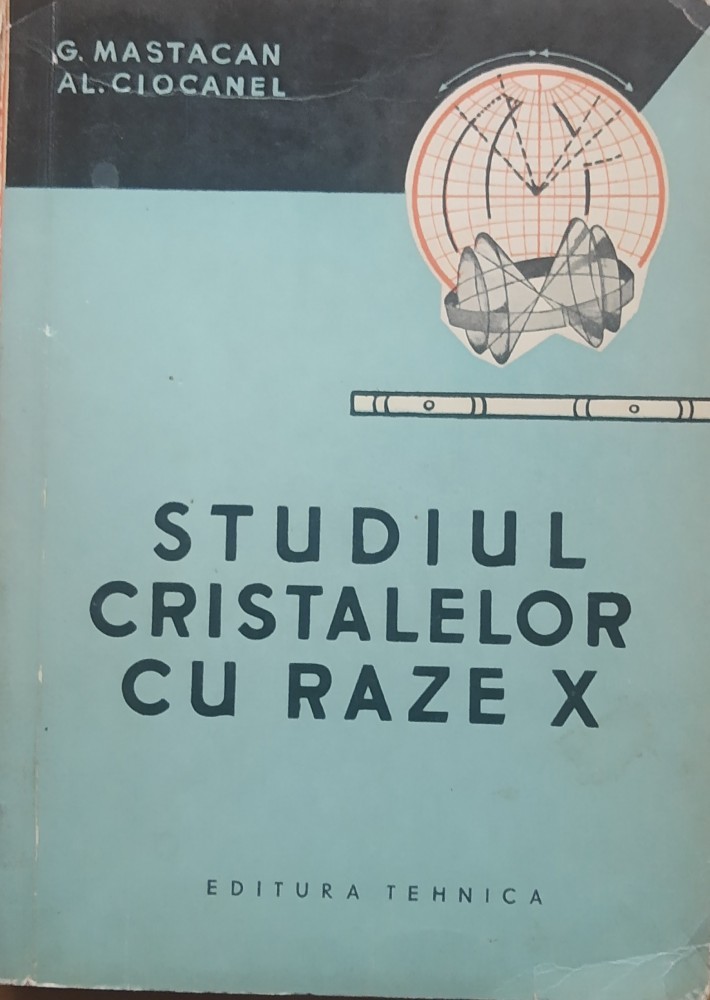 G. MASTACAN
AL. CIOCANEL
STUDIUL
CRISTALELOR
CU RAZE X
EDITURA TEHNICA